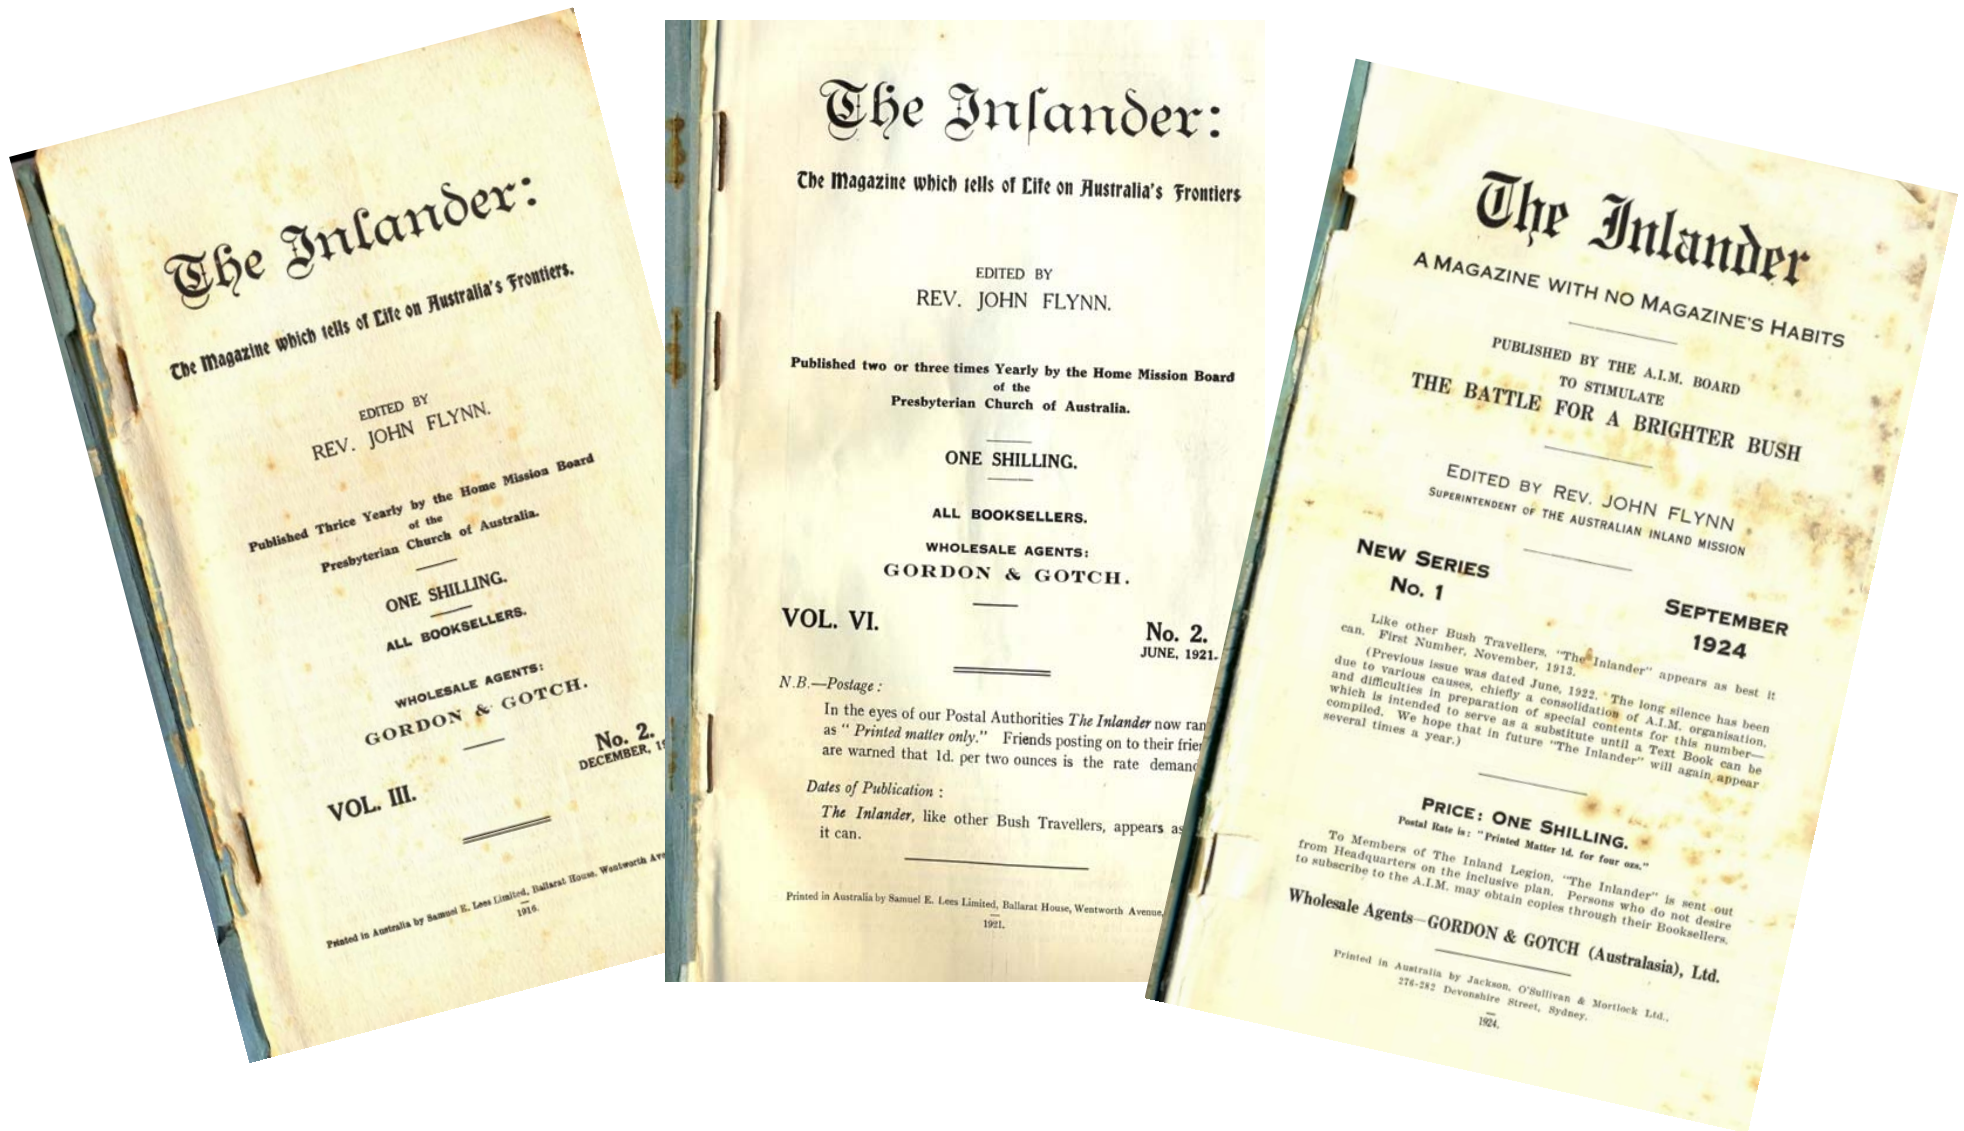 The Inlander:
The Magazine which tells of Life on Australia's Frontiers.
EDITED BY
REV. JOHN FLYNN.
Published Thrice Yearly by the Home Mission Board
of the
Presbyterian Church of Australia.
ONE SHILLING.
ALL BOOKSELLERS.
WHOLESALE AGENTS:
GORDON & GOTCH.
VOL. III.
No. 2.
DECEMBER, 19
Printed in Australia by Samuel E. Lees Limited, Ballarat House, Wentworth Ave
1916.
The Inlander:
The Magazine which tells of Life on Australia's Frontiers
EDITED BY
REV. JOHN FLYNN.
Published two or three times Yearly by the Home Mission Board
of the
Presbyterian Church of Australia.
ONE SHILLING.
ALL BOOKSELLERS.
WHOLESALE AGENTS:
GORDON & GOTCH.
VOL. VI.
No. 2.
JUNE, 1921.
N.B.—Postage :
In the eyes of our Postal Authorities The Inlander now ran
as " Printed matter only." Friends posting on to their frie
are warned that 1d. per two ounces is the rate demand
Dates of Publication :
The Inlander, like other Bush Travellers, appears as
it can.
Printed in Australia by Samuel E. Lees Limited, Ballarat House, Wentworth Avenue,
1921.
The Inlander
A MAGAZINE WITH NO MAGAZINE'S HABITS
PUBLISHED BY THE A.I.M. BOARD
TO STIMULATE
THE BATTLE FOR A BRIGHTER BUSH
EDITED BY REV. JOHN FLYNN
SUPERINTENDENT OF THE AUSTRALIAN INLAND MISSION
NEW SERIES
No. 1
SEPTEMBER
1924
Like other Bush Travellers, "The Inlander" appears as best it
can. First Number, November, 1913.
(Previous issue was dated June, 1922. The long silence has been
due to various causes, chiefly a consolidation of A.I.M. organisation,
and difficulties in preparation of special contents for this number—
which is intended to serve as a substitute until a Text Book can be
compiled. We hope that in future "The Inlander" will again appear
several times a year.)
PRICE: ONE SHILLING.
Postal Rate is: "Printed Matter 1d. for four ozs."
To Members of The Inland Legion, "The Inlander" is sent out
from Headquarters on the inclusive plan. Persons who do not desire
to subscribe to the A.I.M. may obtain copies through their Booksellers.
Wholesale Agents—GORDON & GOTCH (Australasia), Ltd.
Printed in Australia by Jackson, O'Sullivan & Mortlock Ltd.,
276-282 Devonshire Street, Sydney.
1924.